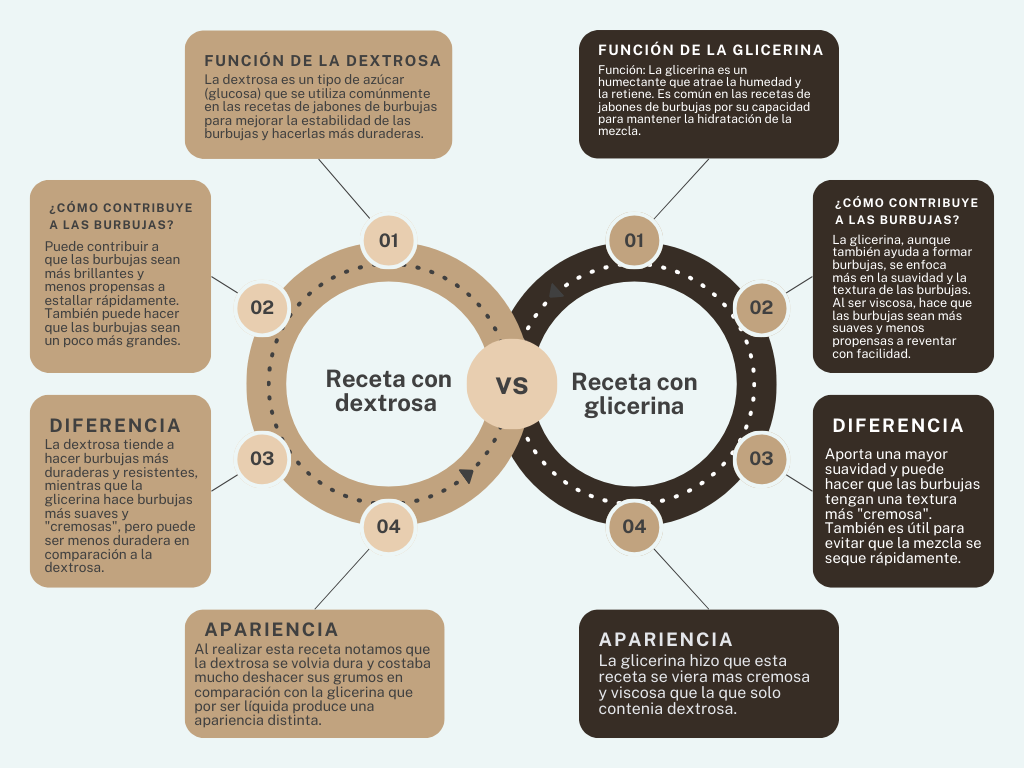 FUNCIÓN DE LA DEXTROSA
La dextrosa es un tipo de azúcar
(glucosa) que se utiliza comúnmente
en las recetas de jabones de burbujas
para mejorar la estabilidad de las
burbujas y hacerlas más duraderas.
FUNCIÓN DE LA GLICERINA
Función: La glicerina es un
humectante que atrae la humedad y
la retiene. Es común en las recetas de
jabones de burbujas por su capacidad
para mantener la hidratación de la
mezcla.
¿CÓMO CONTRIBUYE
A LAS BURBUJAS?
Puede contribuir a
que las burbujas sean
más brillantes y
menos propensas a
estallar rápidamente.
También puede hacer
que las burbujas sean
un poco más grandes.
¿CÓMO CONTRIBUYE
A LAS BURBUJAS?
La glicerina, aunque
también ayuda a formar
burbujas, se enfoca
más en la suavidad y la
textura de las burbujas.
Al ser viscosa, hace que
las burbujas sean más
suaves y menos
propensas a reventar
con facilidad.
01
02
03
04
Receta con
dextrosa
vs
Receta con
glicerina
01
02
03
04
DIFERENCIA
La dextrosa tiende a
hacer burbujas más
duraderas y resistentes,
mientras que la
glicerina hace burbujas
más suaves y
"cremosas", pero puede
ser menos duradera en
comparación a la
dextrosa.
DIFERENCIA
Aporta una mayor
suavidad y puede
hacer que las burbujas
tengan una textura
más "cremosa".
También es útil para
evitar que la mezcla se
seque rápidamente.
APARIENCIA
Al realizar esta receta notamos que
la dextrosa se volvia dura y costaba
mucho deshacer sus grumos en
comparación con la glicerina que
por ser líquida produce una
apariencia distinta.
APARIENCIA
La glicerina hizo que esta
receta se viera mas cremosa
y viscosa que la que solo
contenia dextrosa.